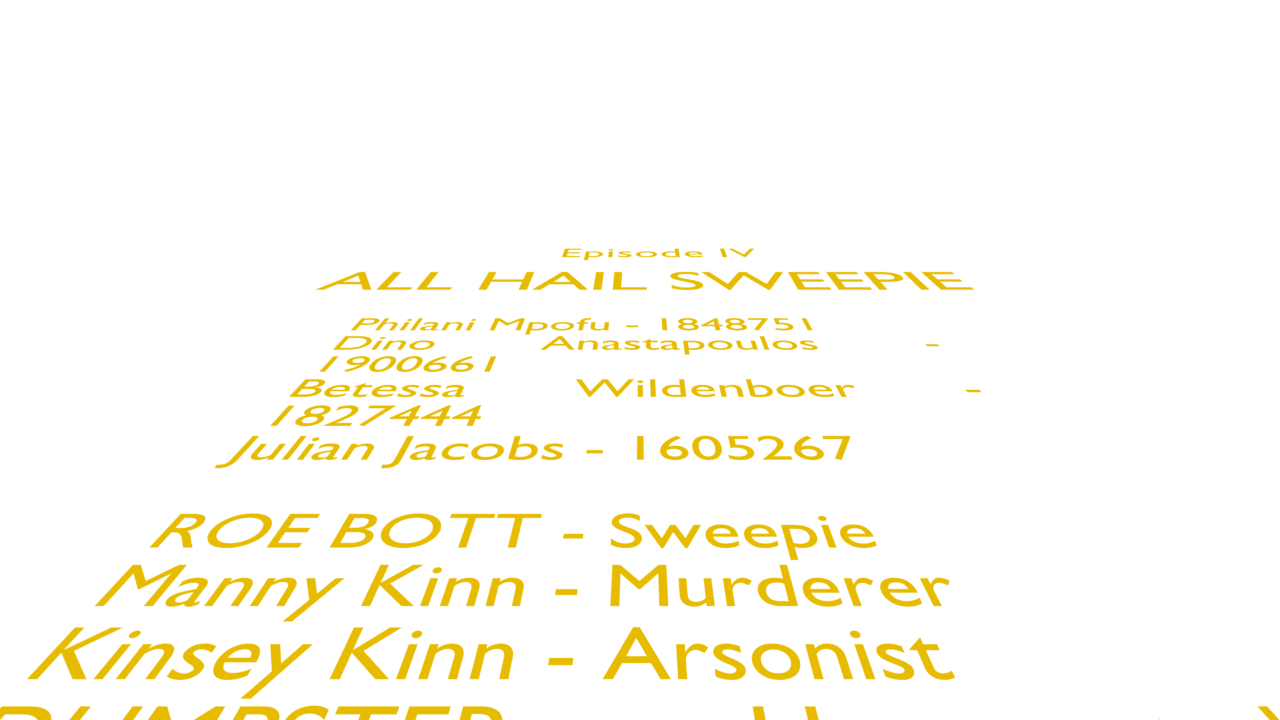 Episode IV
ALL HAIL SWEEPIE
Philani Mpofu - 1848751
Dino Anastapoulos -
1900661
Betessa Wildenboer -
1827444
Julian Jacobs - 1605267
ROE BOTT - Sweepie
Manny Kinn - Murderer
Kinsey Kinn - Arsonist